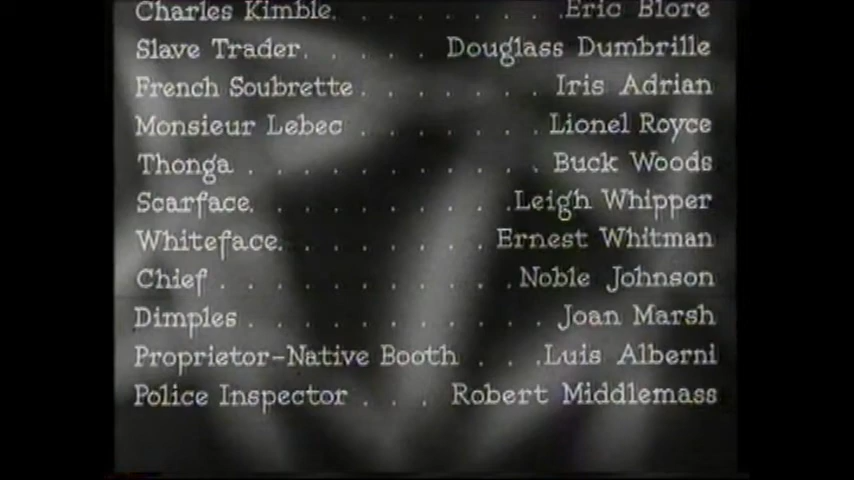 Charles Kimble. . . . . . . . .Eric Blore
Slave Trader. . . . . Douglass Dumbrille
French Soubrette . . . . . . . Iris Adrian
Monsieur Lebec . . . . . . . Lionel Royce
Thonga . . . . . . . . . . . Buck Woods
Scarface. . . . . . . . . .Leigh Whipper
Whiteface. . . . . . . . Ernest Whitman
Chief . . . . . . . . . . . Noble Johnson
Dimples . . . . . . . . . . . Joan Marsh
Proprietor-Native Booth . . .Luis Alberni
Police Inspector . . . Robert Middlemass